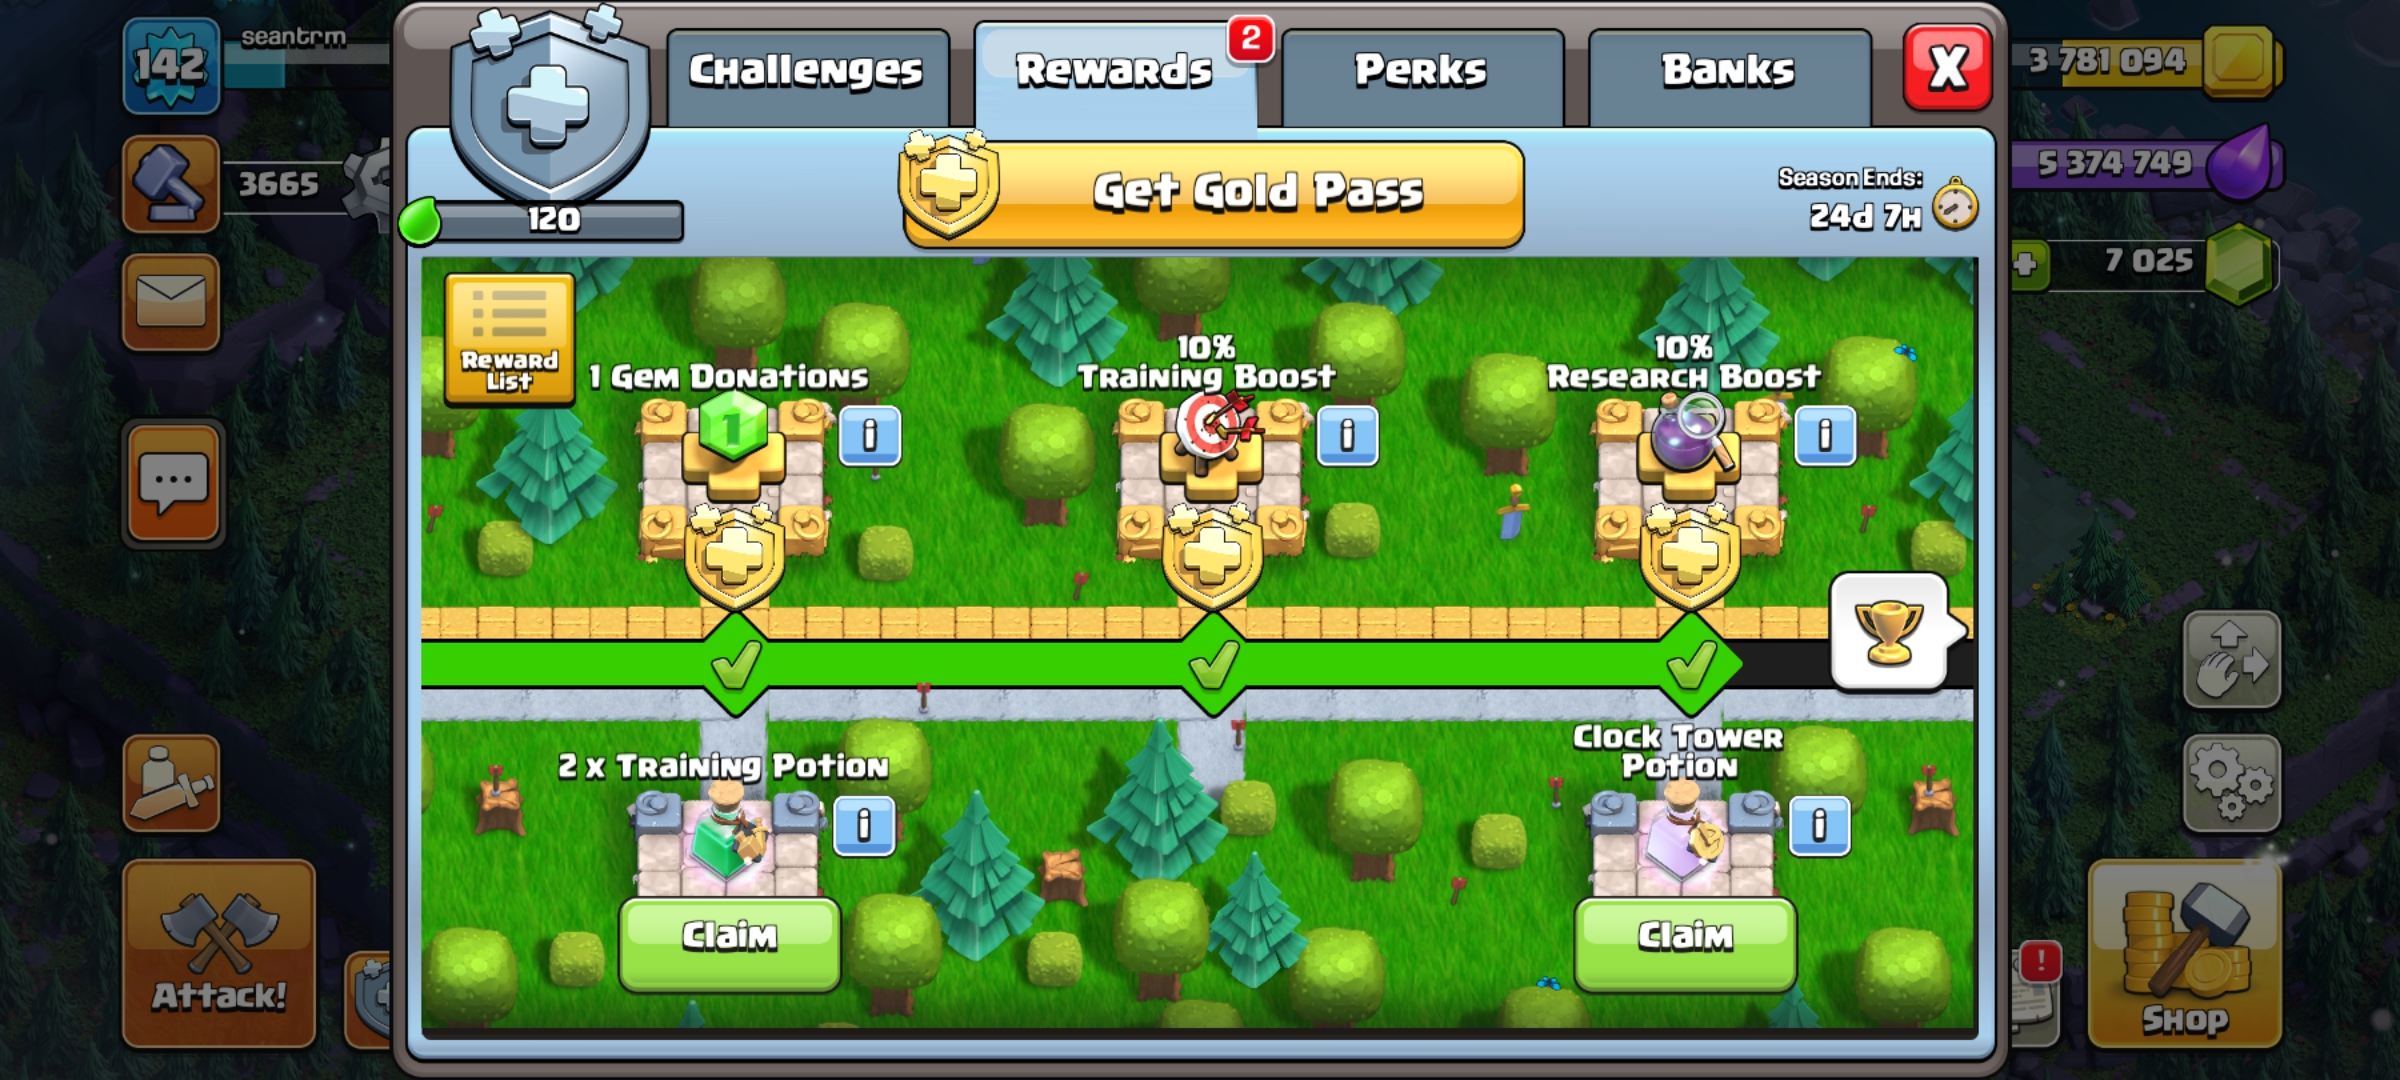 142
seantrm
3665
Attack!
Challenges
Rewards
2
Perks
Banks
X
120
Get Gold Pass
Season Ends:
24d 7H
3 781 094
5 374 749
7 025
Reward
List
1 Gem Donations
1
i
10%
Training Boost
i
10%
Research Boost
i
2 x Training Potion
i
Claim
Clock Tower
Potion
i
Claim
!
Shop